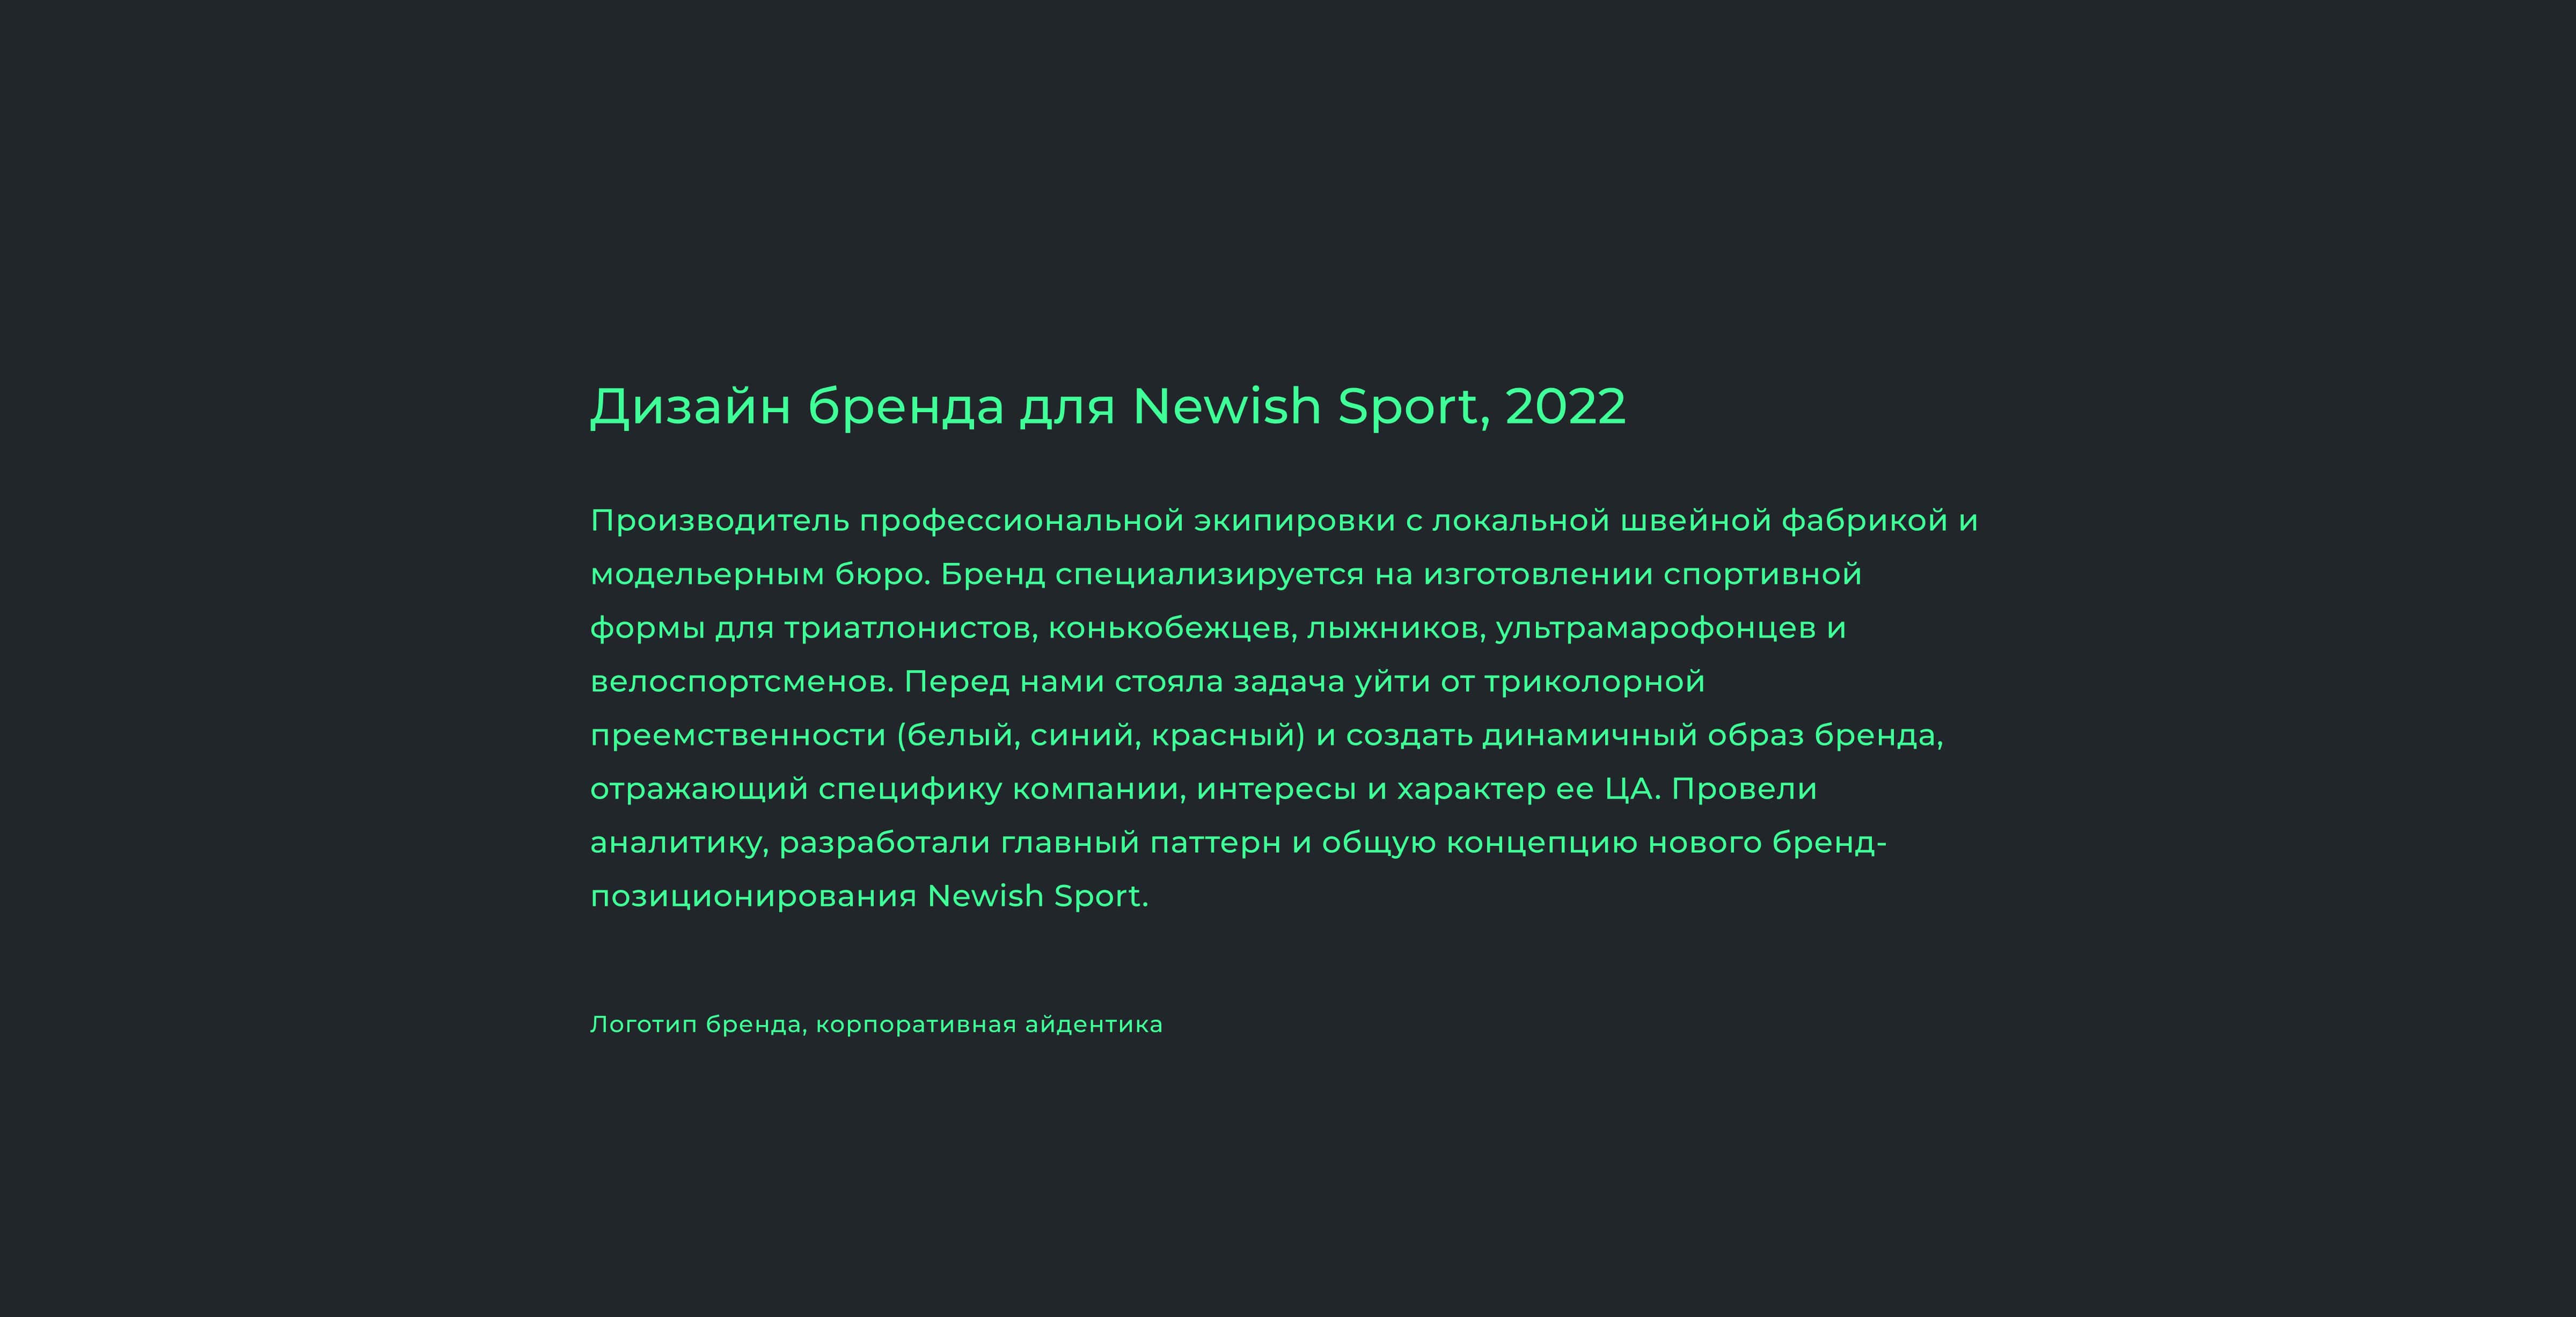 Дизайн бренда для Newish Sport, 2022
Производитель профессиональной экипировки с локальной швейной фабрикой и
модельерным бюро. Бренд специализируется на изготовлении спортивной
формы для триатлонистов, конькобежцев, лыжников, ультрамарофонцев и
велоспортсменов. Перед нами стояла задача уйти от триколорной
преемственности (белый, синий, красный) и создать динамичный образ бренда,
отражающий специфику компании, интересы и характер ее ЦА. Провели
аналитику, разработали главный паттерн и общую концепцию нового бренд-
позиционирования Newish Sport.
Логотип бренда, корпоративная айдентика